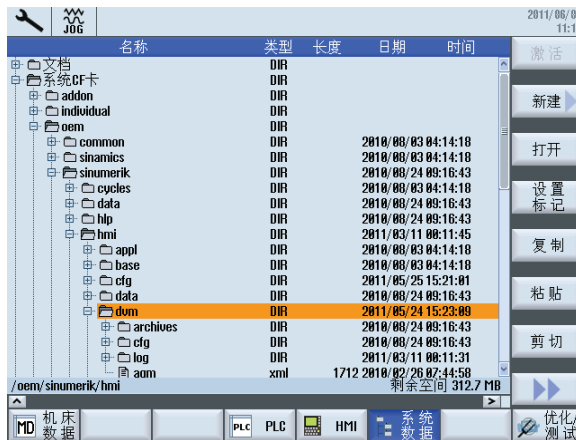 JOG
2011/06/0
11:1
名称 类型 长度 日期 时间
文档 DIR
系统CF卡 DIR
addon DIR
individual DIR
oem DIR
common DIR 2010/08/03 04:14:18
sinamics DIR 2010/08/03 04:14:18
sinumerik DIR 2010/08/24 09:16:43
cycles DIR 2010/08/03 04:14:18
data DIR 2010/08/24 09:16:43
hlp DIR 2010/08/24 09:16:43
hmi DIR 2011/03/11 00:11:45
appl DIR 2010/08/03 04:14:18
base DIR 2010/08/03 04:14:18
cfg DIR 2011/05/25 15:21:01
data DIR 2010/08/24 09:16:43
dvm DIR 2011/05/24 15:23:09
archives DIR 2010/08/24 09:16:43
cfg DIR 2010/08/24 09:16:43
log DIR 2011/03/11 00:11:31
agm xml 1712 2010/02/26 07:44:58
/oem/sinumerik/hmi 剩余空间 312.7 MB
激活
新建
打开
设置
标记
复制
粘贴
剪切
MD 机床
数据
PLC PLC
HMI
系统
数据
优化/
测试